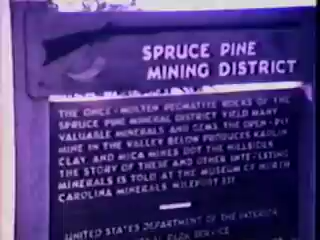 SPRUCE PINE
MINING DISTRICT
THE ONCE-MOLTEN PEGMATITE ROCKS OF THE
SPRUCE PINE MINERAL DISTRICT YIELD MANY
VALUABLE MINERALS AND GEMS. THE OPEN-PIT
MINE IN THE VALLEY BELOW PRODUCES KAOLIN
CLAY, AND MICA MINES DOT THE HILLSIDE.
THE STORY OF THESE AND OTHER INTERESTING
MINERALS IS TOLD AT THE MUSEUM OF NORTH
CAROLINA MINERALS MILEPOST 331
UNITED STATES DEPARTMENT OF THE INTERIOR
PARK SERVICE